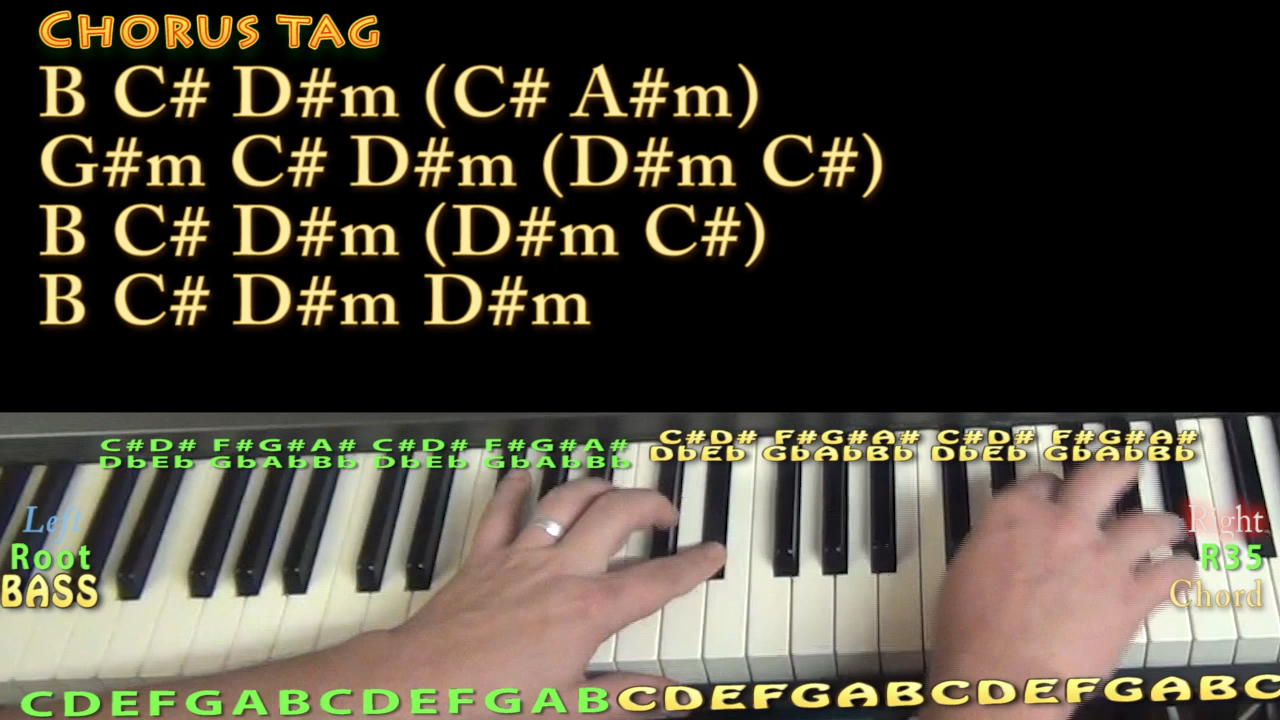 CHORUS TAG
B C# D#m (C# A#m)
G#m C# D#m (D#m C#)
B C# D#m (D#m C#)
B C# D#m D#m
C#D# F#G#A# C#D# F#G#A# C#D# F#G#A# C#D# F#G#A#
DbEb GbAbBb DbEb GbAbBb DbEb GbAbBb DbEb GbAbBb
Left
Root
BASS
Right
R35
Chord
CDEFGABCDEFGABCDEFGABCDEFGABC